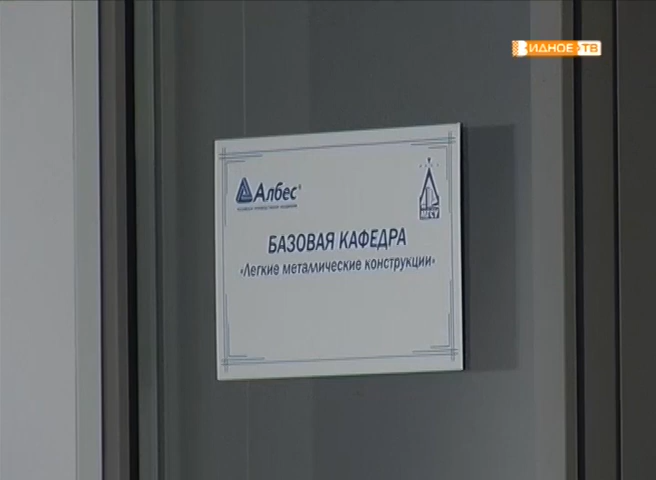 ВИДНОЕ-ТВ
Албес
МГСУ
БАЗОВАЯ КАФЕДРА
«Легкие металлические конструкции»